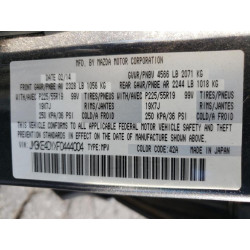 MFD. BY MAZDA MOTOR CORPORATION
DATE 02/14 GVWR/PNBV 4566 LB 2071 KG
FRONT GAWR/PNBE AV 2328 LB 1056 KG REAR GAWR/PNBE AR 2244 LB 1018 KG
WITH/AVEC P225/55R19 99V WITH/AVEC P225/55R19 99V
TIRES/PNEUS TIRES/PNEUS
19X7J RIMS/JANTES 19X7J RIMS/JANTES
250 KPA/36 PSI COLD/A FROID 250 KPA/36 PSI COLD/A FROID
THIS VEHICLE CONFORMS TO ALL APPLICABLE
FEDERAL MOTOR VEHICLE SAFETY STANDARDS
IN EFFECT ON THE DATE OF MANUFACTURE
SHOWN ABOVE.
TYPE: MPV COLOR CODE: 42A MADE IN JAPAN